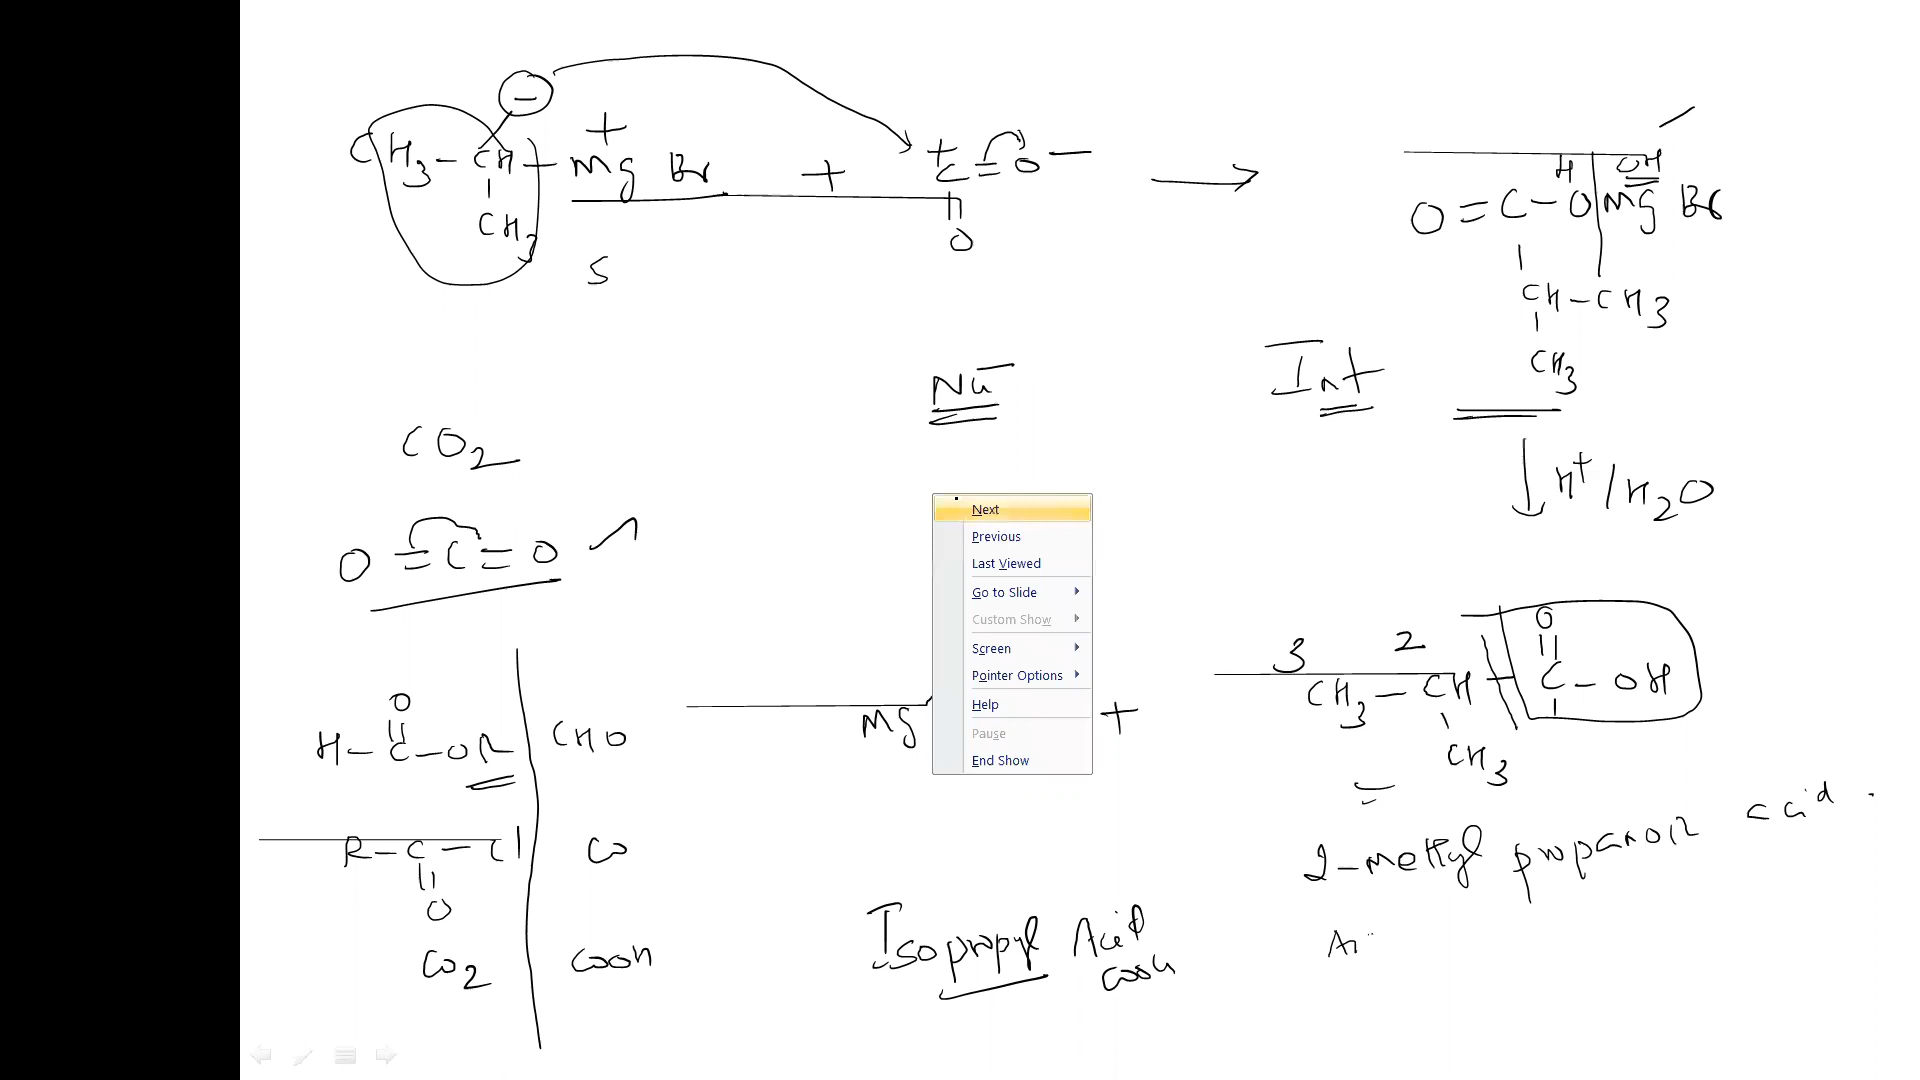 CH3 - CH - Mg Br + C = O → O = C - O Mg Br
CH3
O
H OH
S
CH - CH3
CH3
Nu
Int
CO2
H+ / H2O
O = C = O
Next
Previous
Last Viewed
Go to Slide
Custom Show
Screen
Pointer Options
Help
Pause
End Show
3 2
O
CH3 - CH - C - OH
CH3
Mg +
O
H - C - OR CHO
R - C - Cl CO
O
CO2 COOH
2-methyl propanoic acid.
Isopropyl Acid
COOH